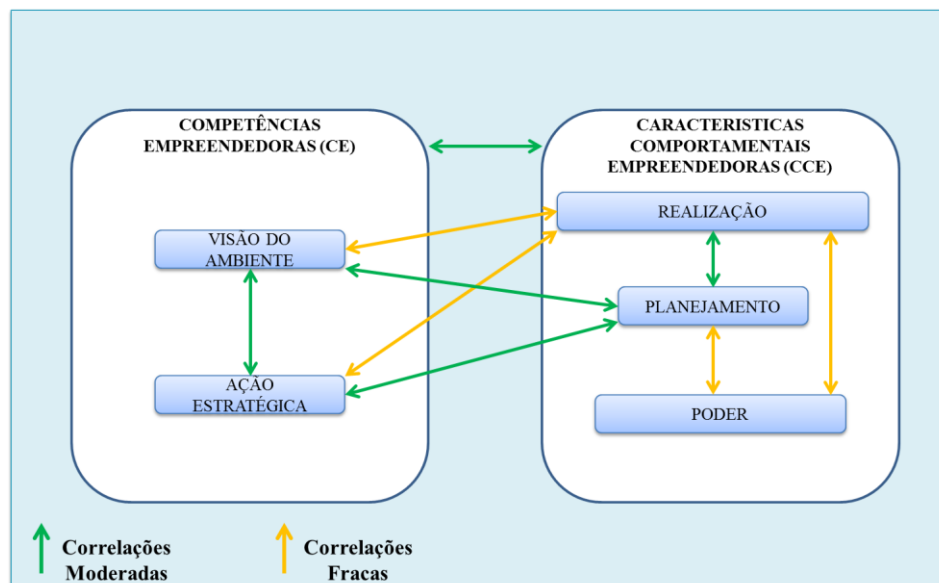 COMPETÊNCIAS
EMPREENDEDORAS (CE)
CARACTERISTICAS
COMPORTAMENTAIS
EMPREENDEDORAS (CCE)
VISÃO DO
AMBIENTE
AÇÃO
ESTRATÉGICA
REALIZAÇÃO
PLANEJAMENTO
PODER
Correlações
Moderadas
Correlações
Fracas